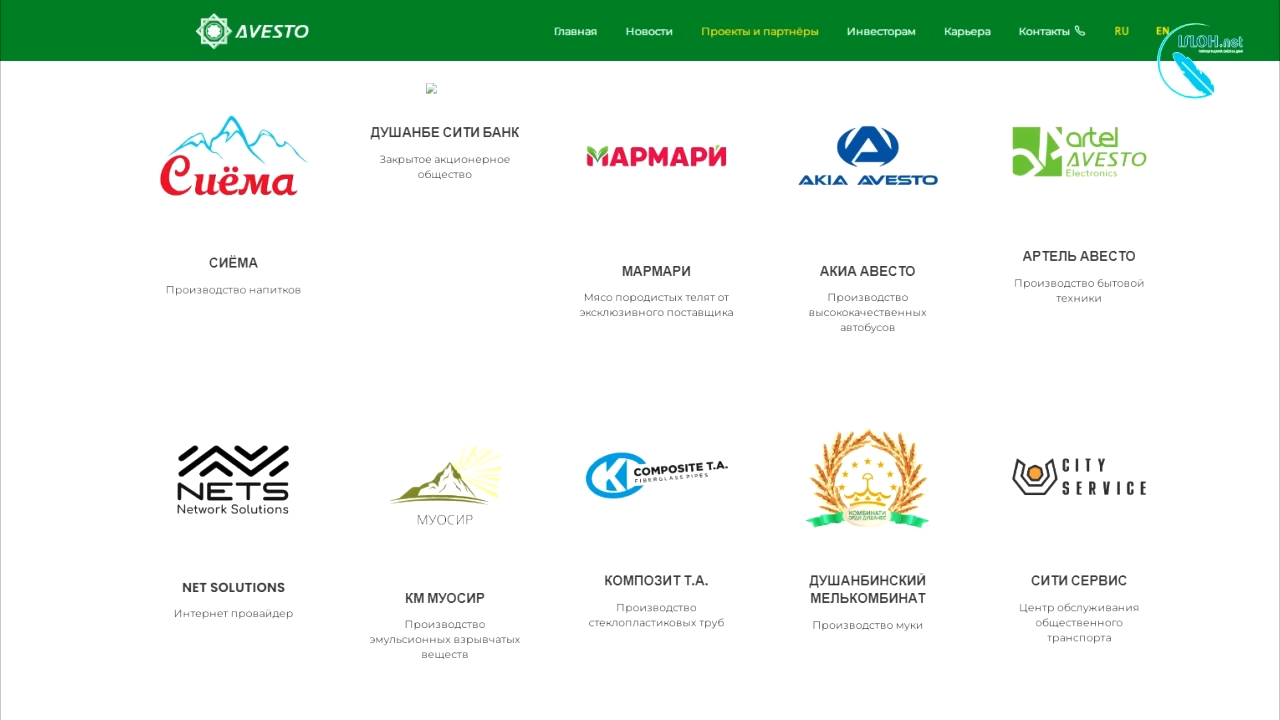 AVESTO
Главная
Новости
Проекты и партнёры
Инвесторам
Карьера
Контакты
RU
EN
ІЛОН.net
Сиёма
СИЁМА
Производство напитков
ДУШАНБЕ СИТИ БАНК
Закрытое акционерное
общество
МАРМАРИ
МАРМАРИ
Мясо породистых телят от
эксклюзивного поставщика
AKIA AVESTO
АКИА АВЕСТО
Производство
высококачественных
автобусов
artel
AVESTO
Electronics
АРТЕЛЬ АВЕСТО
Производство бытовой
техники
NETS
Network Solutions
NET SOLUTIONS
Интернет провайдер
МУОСИР
КМ МУОСИР
Производство
эмульсионных взрывчатых
веществ
COMPOSITE T.A.
FIBERGLASS PIPES
КОМПОЗИТ Т.А.
Производство
стеклопластиковых труб
КОМБИНАТИ
ОРДИ ДУШАНБЕ
ДУШАНБИНСКИЙ
МЕЛЬКОМБИНАТ
Производство муки
CITY
SERVICE
СИТИ СЕРВИС
Центр обслуживания
общественного
транспорта